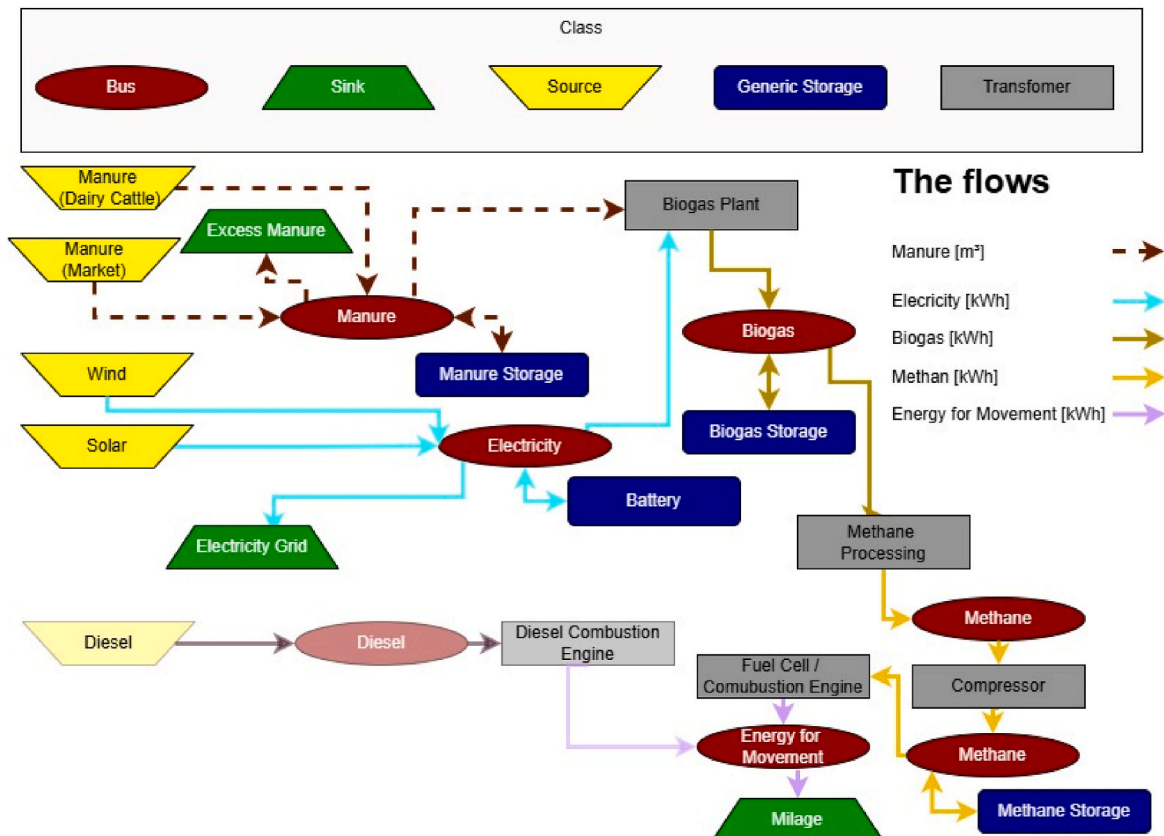 Class
Bus
Sink
Source
Generic Storage
Transfomer
Manure
(Dairy Cattle)
Excess Manure
Manure
(Market)
Manure
Manure Storage
Wind
Solar
Electricity
Battery
Electricity Grid
Biogas Plant
Biogas
Biogas Storage
The flows
Manure [m³]
Elecricity [kWh]
Biogas [kWh]
Methan [kWh]
Energy for Movement [kWh]
Methane
Processing
Methane
Compressor
Methane
Methane Storage
Diesel
Diesel
Diesel Combustion
Engine
Fuel Cell /
Comubustion Engine
Energy for
Movement
Milage